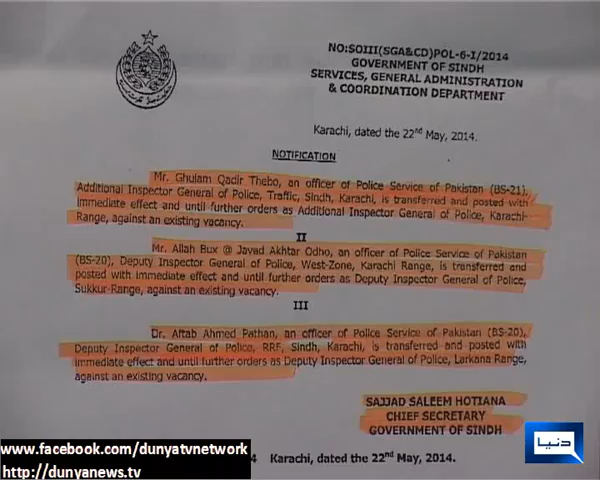 NO:SOIII(SGA&CD)POL-6-I/2014
GOVERNMENT OF SINDH
SERVICES, GENERAL ADMINISTRATION
& COORDINATION DEPARTMENT
Karachi, dated the 22nd May, 2014.
NOTIFICATION
Mr. Ghulam Qadir Thebo, an officer of Police Service of Pakistan (BS-21),
Additional Inspector General of Police, Traffic, Sindh, Karachi, is transferred and posted with
immediate effect and until further orders as Additional Inspector General of Police, Karachi-
Range, against an existing vacancy.
II
Mr. Allah Bux @ Javad Akhtar Odho, an officer of Police Service of Pakistan
(BS-20), Deputy Inspector General of Police, West-Zone, Karachi Range, is transferred and
posted with immediate effect and until further orders as Deputy Inspector General of Police,
Sukkur-Range, against an existing vacancy.
III
Dr. Aftab Ahmed Pathan, an officer of Police Service of Pakistan (BS-20),
Deputy Inspector General of Police, RRF, Sindh, Karachi, is transferred and posted with
immediate effect and until further orders as Deputy Inspector General of Police, Larkana Range,
against an existing vacancy.
SAJJAD SALEEM HOTIANA
CHIEF SECRETARY
GOVERNMENT OF SINDH
دنیا
www.facebook.com/dunyatvnetwork
4 Karachi, dated the 22nd May, 2014.
http://dunyanews.tv